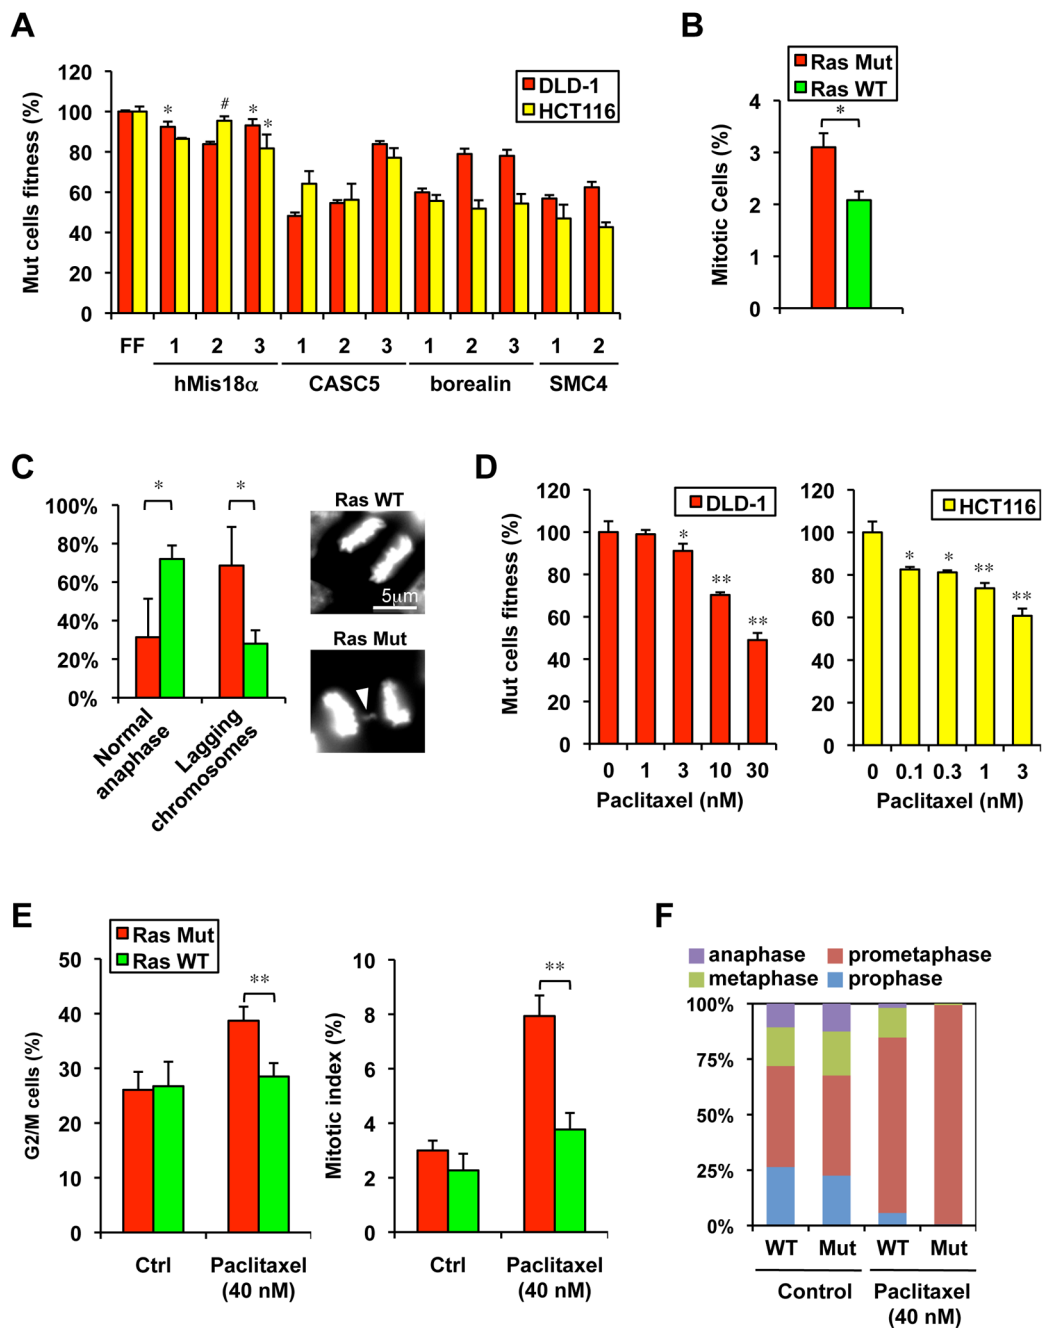 A
Mut cells fitness (%)
120
100
80
60
40
20
0
DLD-1
HCT116
* # * *
FF 1 2 3 1 2 3 1 2 3 1 2
hMis18α CASC5 borealin SMC4
B
Ras Mut
Ras WT
Mitotic Cells (%)
4
3
2
1
0
*
C
100%
80%
60%
40%
20%
0%
* *
Normal anaphase
Lagging chromosomes
Ras WT
5μm
Ras Mut
D
Mut cells fitness (%)
120
100
80
60
40
20
0
DLD-1
* ** **
0 1 3 10 30
Paclitaxel (nM)
120
100
80
60
40
20
0
HCT116
* * ** **
0 0.1 0.3 1 3
Paclitaxel (nM)
E
Ras Mut
Ras WT
G2/M cells (%)
50
40
30
20
10
0
**
Ctrl Paclitaxel
(40 nM)
Mitotic index (%)
10
8
6
4
2
0
**
Ctrl Paclitaxel
(40 nM)
F
anaphase prometaphase
metaphase prophase
100%
75%
50%
25%
0%
WT Mut WT Mut
Control Paclitaxel
(40 nM)